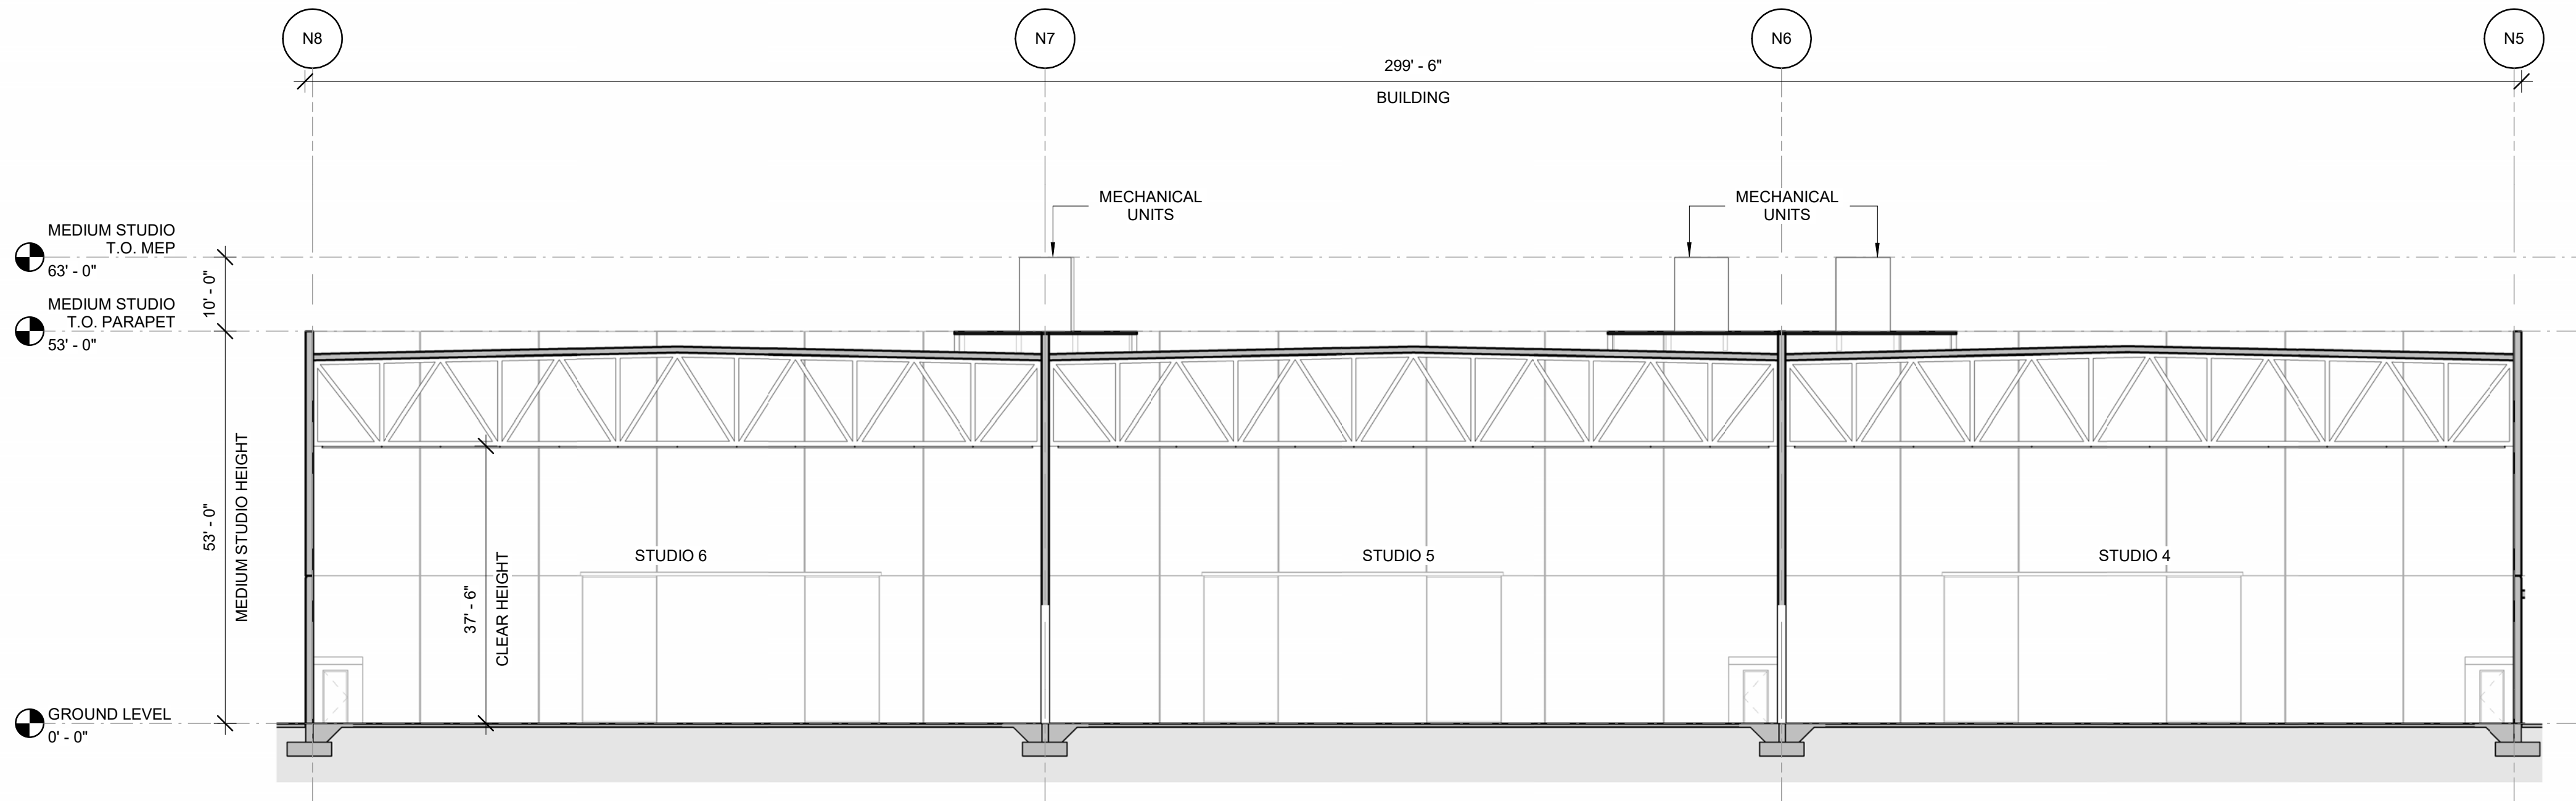 N8
N7
N6
N5
299' - 6"
BUILDING
MECHANICAL
UNITS
MECHANICAL
UNITS
MEDIUM STUDIO
T.O. MEP
63' - 0"
10' - 0"
MEDIUM STUDIO
T.O. PARAPET
53' - 0"
53' - 0"
MEDIUM STUDIO HEIGHT
37' - 6"
CLEAR HEIGHT
STUDIO 6
STUDIO 5
STUDIO 4
GROUND LEVEL
0' - 0"